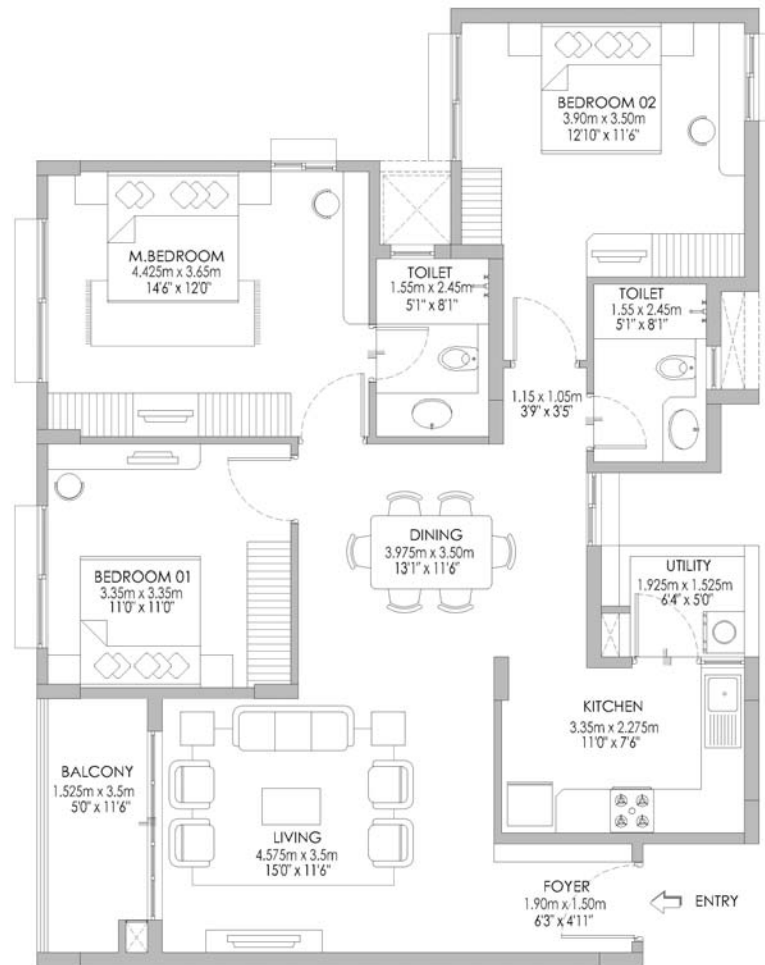 BEDROOM 02
3.90m x 3.50m
12'10" x 11'6"
M.BEDROOM
4.425m x 3.65m
14'6" x 12'0"
TOILET
1.55m x 2.45m
5'1" x 8'1"
TOILET
1.55 x 2.45m
5'1" x 8'1"
1.15 x 1.05m
3'9" x 3'5"
DINING
3.975m x 3.50m
13'1" x 11'6"
BEDROOM 01
3.35m x 3.35m
11'0" x 11'0"
UTILITY
1.925m x 1.525m
6'4" x 5'0"
KITCHEN
3.35m x 2.275m
11'0" x 7'6"
BALCONY
1.525m x 3.5m
5'0" x 11'6"
LIVING
4.575m x 3.5m
15'0" x 11'6"
FOYER
1.90m x 1.50m
6'3" x 4'11"
ENTRY